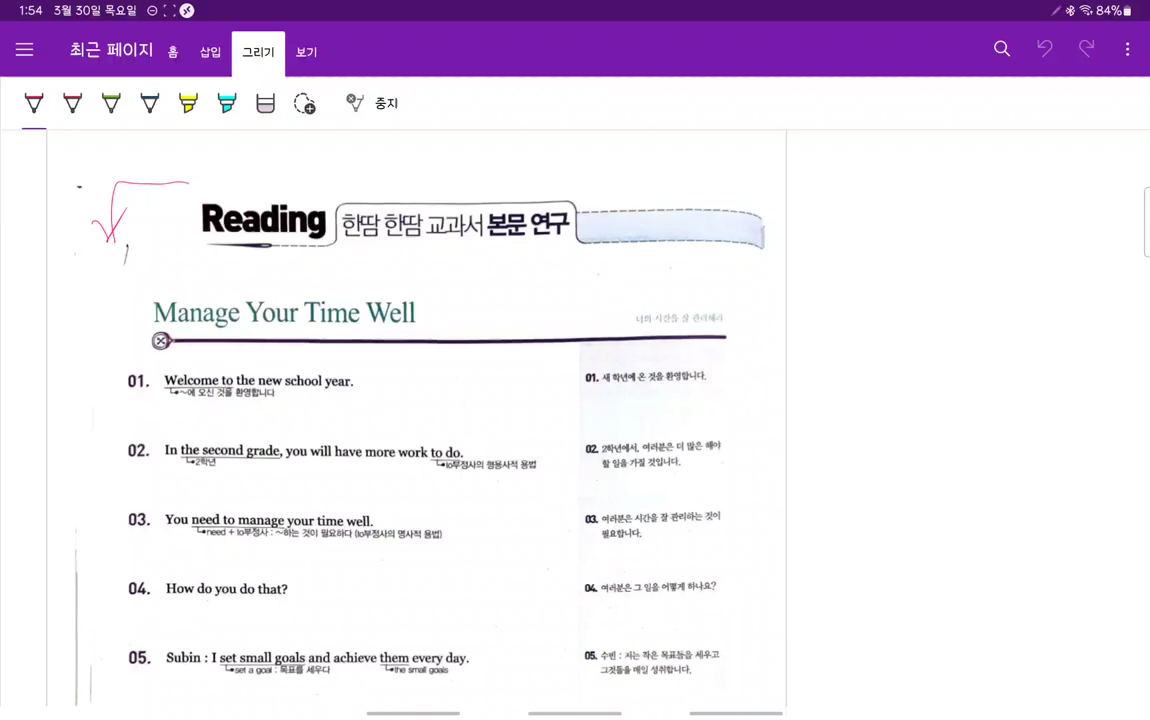 1:54 3월 30일 목요일 84%
최근 페이지 홈 삽입 그리기 보기
중지
Reading 한땀 한땀 교과서 본문 연구
Manage Your Time Well
너의 시간을 잘 관리해라
01. Welcome to the new school year.
~에 오신 것을 환영합니다
01. 새 학년에 온 것을 환영합니다.
02. In the second grade, you will have more work to do.
2학년
to부정사의 형용사적 용법
02. 2학년에서, 여러분은 더 많은 해야
할 일을 가질 것입니다.
03. You need to manage your time well.
need + to부정사 : ~하는 것이 필요하다 (to부정사의 명사적 용법)
03. 여러분은 시간을 잘 관리하는 것이
필요합니다.
04. How do you do that?
04. 여러분은 그 일을 어떻게 하나요?
05. Subin : I set small goals and achieve them every day.
set a goal : 목표를 세우다
the small goals
05. 수빈 : 저는 작은 목표들을 세우고
그것들을 매일 성취합니다.